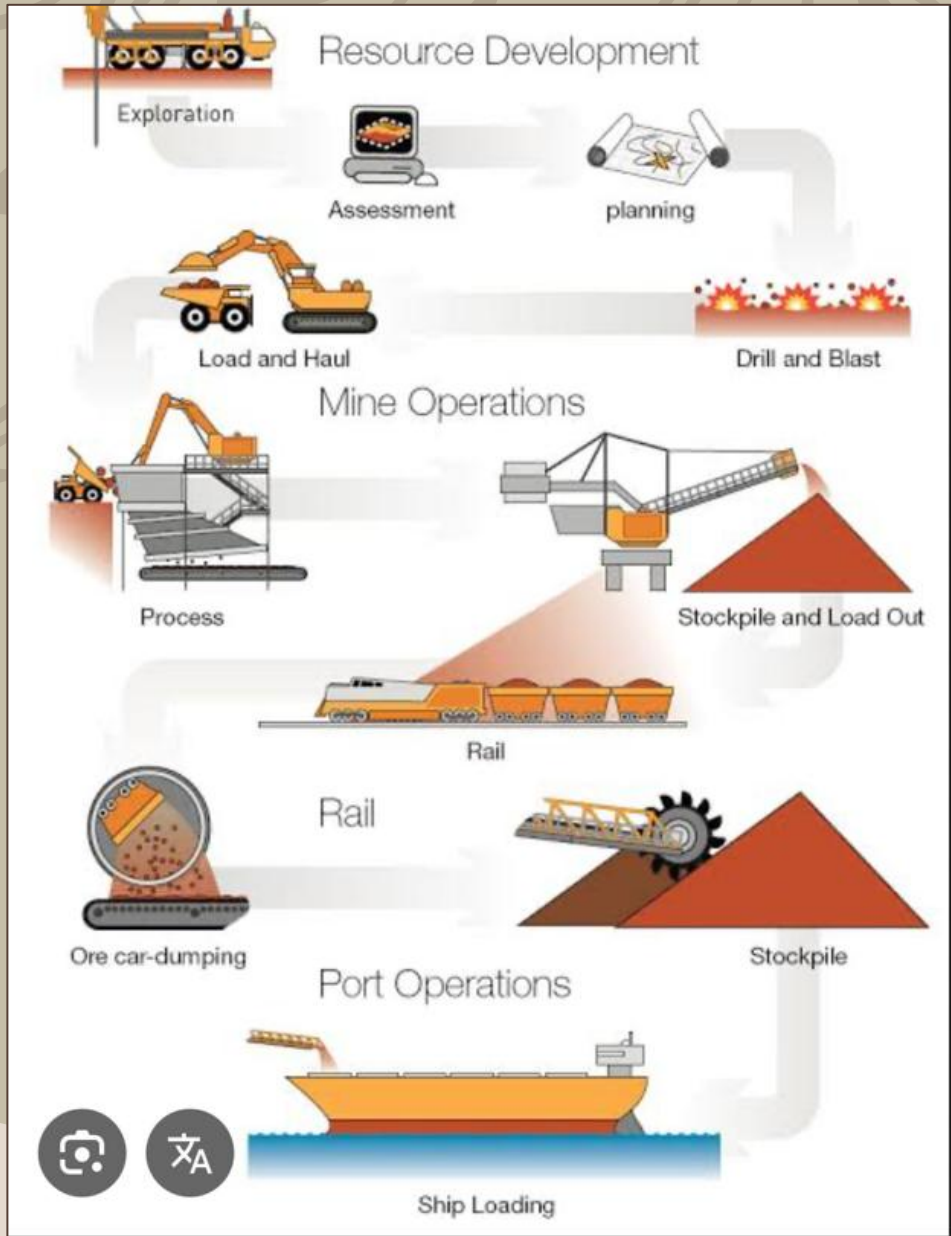 Resource Development
Exploration
Assessment
planning
Load and Haul
Drill and Blast
Mine Operations
Process
Stockpile and Load Out
Rail
Rail
Ore car-dumping
Stockpile
Port Operations
Ship Loading